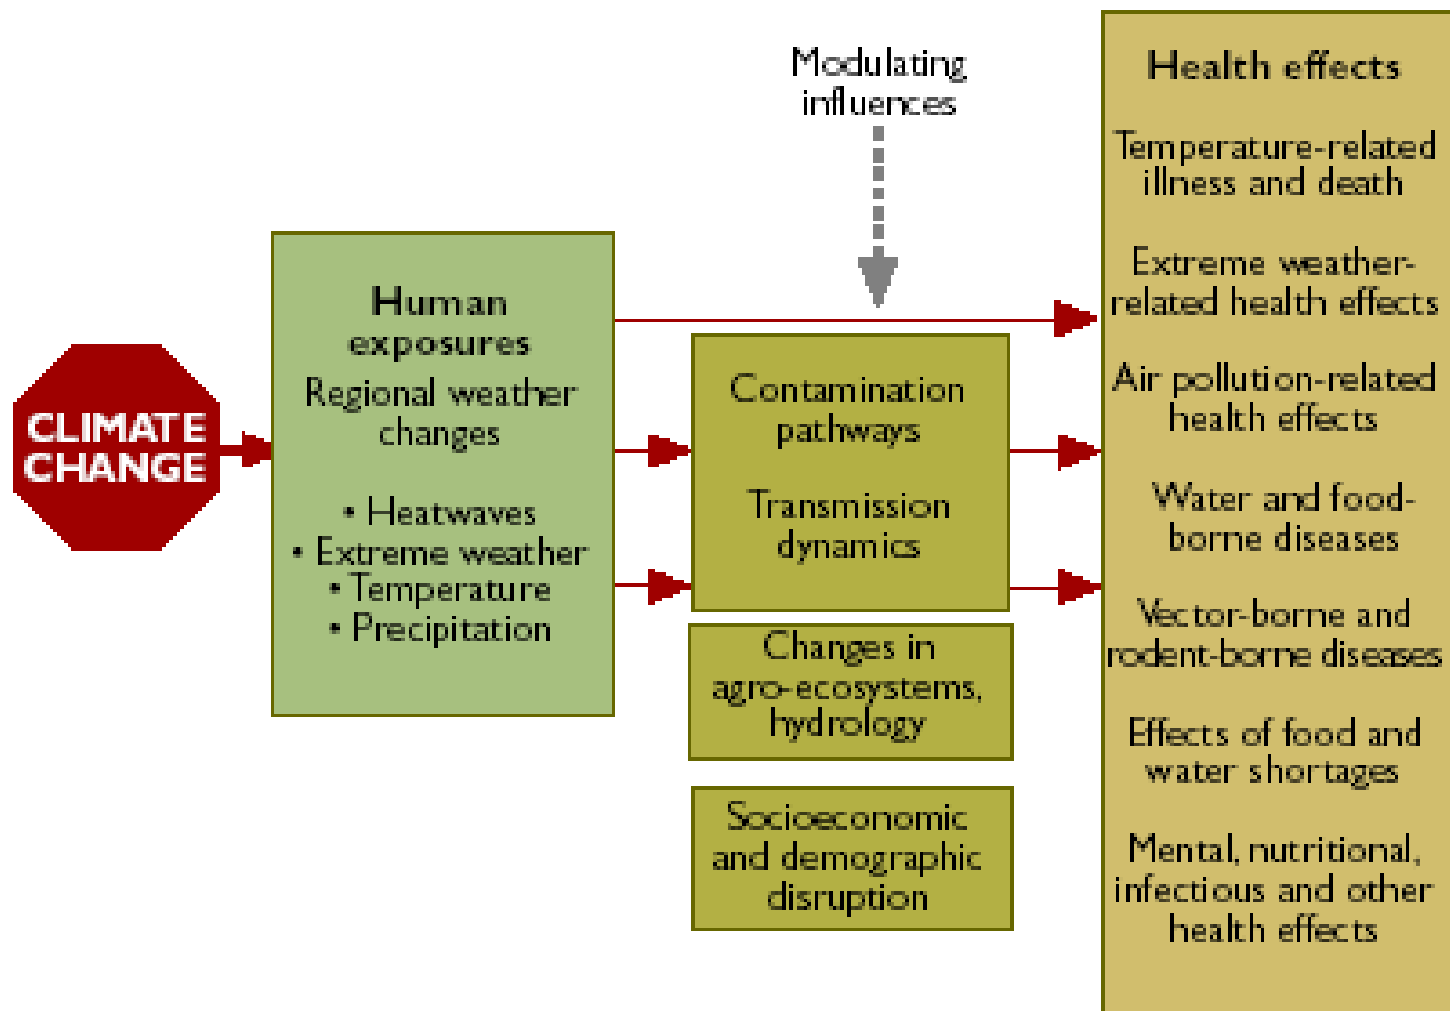 Modulating
influences
CLIMATE
CHANGE
Human
exposures
Regional weather
changes
• Heatwaves
• Extreme weather
• Temperature
• Precipitation
Contamination
pathways
Transmission
dynamics
Changes in
agro-ecosystems,
hydrology
Socioeconomic
and demographic
disruption
Health effects
Temperature-related
illness and death
Extreme weather-
related health effects
Air pollution-related
health effects
Water and food-
borne diseases
Vector-borne and
rodent-borne diseases
Effects of food and
water shortages
Mental, nutritional,
infectious and other
health effects